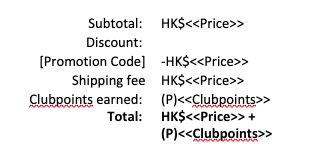 Subtotal: HK$<<Price>>
Discount:
[Promotion Code] -HK$<<Price>>
Shipping fee HK$<<Price>>
Clubpoints earned: (P)<<Clubpoints>>
Total: HK$<<Price>> +
(P)<<Clubpoints>>